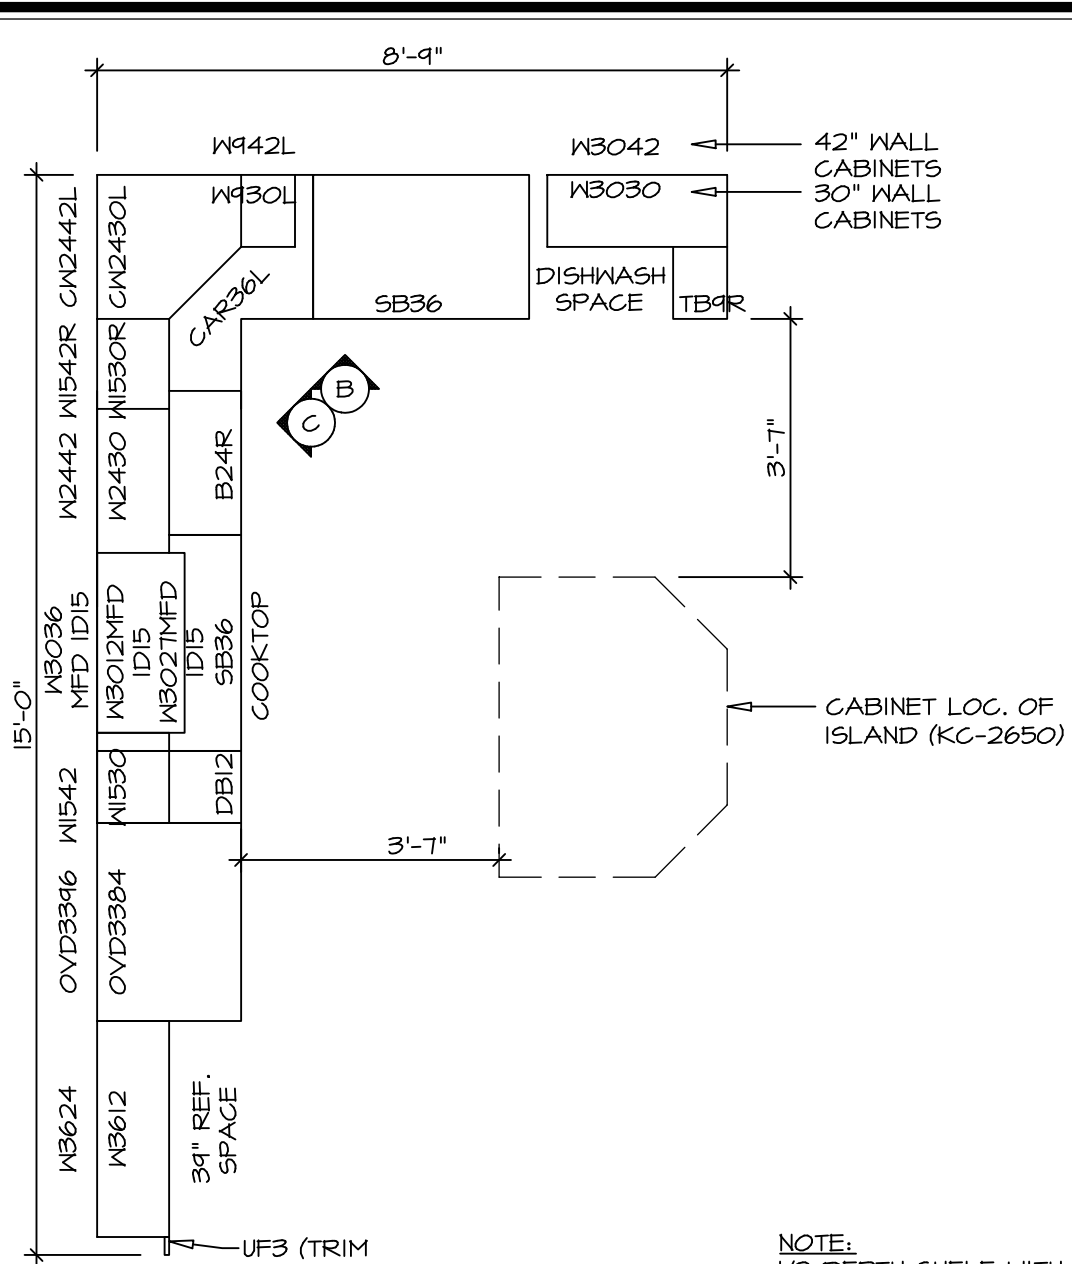 8'-9"
W942L
W3042
42" WALL
CABINETS
W930L
W3030
30" WALL
CABINETS
CW2442L
CW2430L
CAR36L
SB36
DISHWASH
SPACE
TB9R
W1542R
W1530R
B
C
3'-7"
W2442
W2430
B24R
15'-0"
W3036
MFD ID15
W3012MFD
ID15
W3027MFD
ID15
SB36
COOKTOP
CABINET LOC. OF
ISLAND (KC-2650)
W1542
W1530
DB12
3'-7"
OVD3396
OVD3384
W3624
W3612
39" REF.
SPACE
UF3 (TRIM
NOTE: